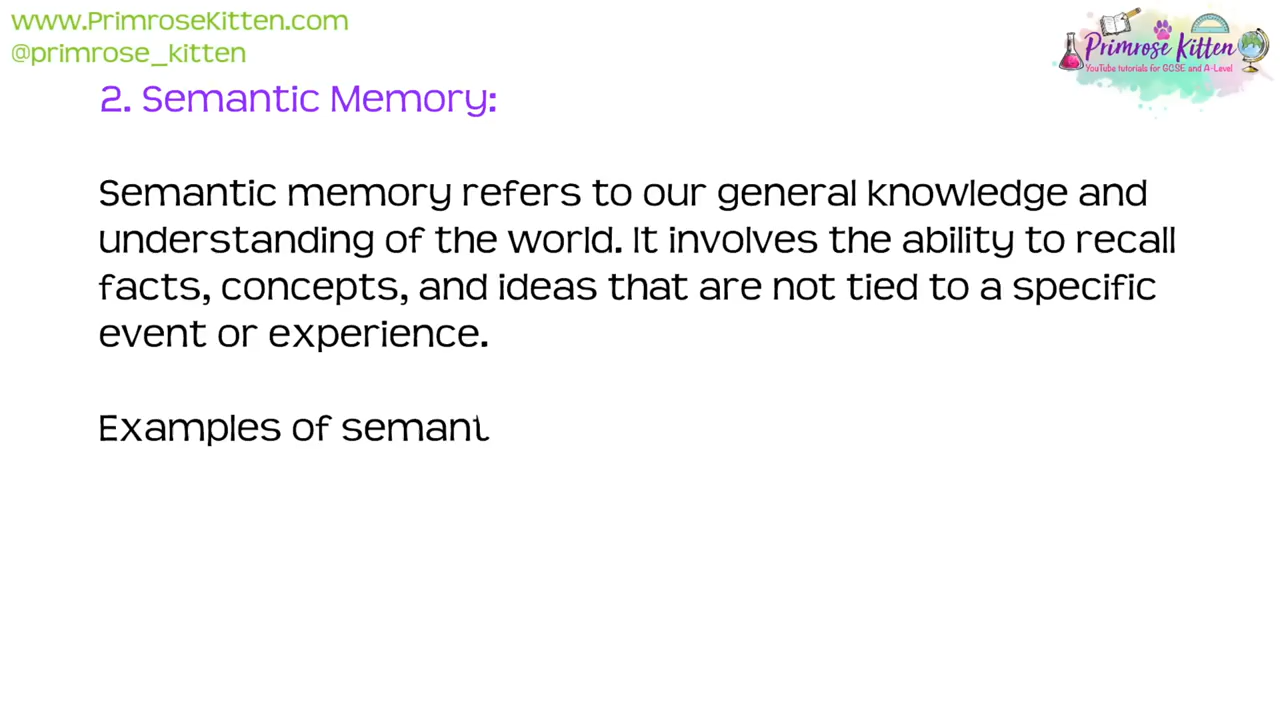 www.PrimroseKitten.com
@primrose_kitten
Primrose Kitten
YouTube tutorials for GCSE and A-Level
2. Semantic Memory:
Semantic memory refers to our general knowledge and
understanding of the world. It involves the ability to recall
facts, concepts, and ideas that are not tied to a specific
event or experience.
Examples of semant